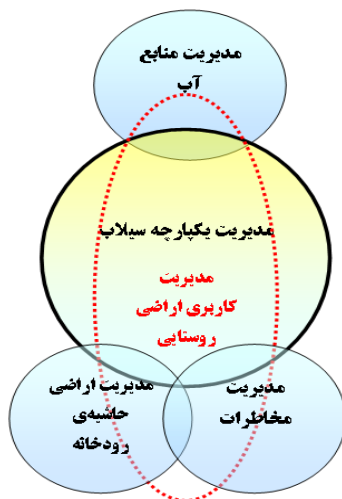 مدیریت منابع
آب
مدیریت یکپارچه سیلاب
مدیریت
کاربری اراضی
روستایی
مدیریت اراضی
حاشیه‌ی
رودخانه
مدیریت
مخاطرات